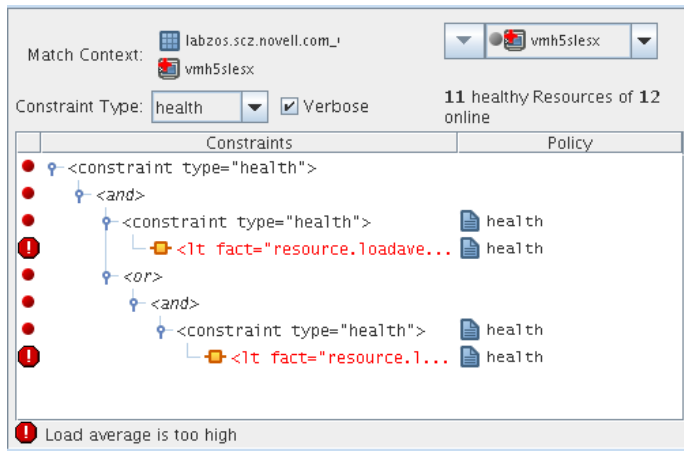 Match Context:
labzos.scz.novell.com_
vmh5slesx
vmh5slesx
Constraint Type: health
Verbose
11 healthy Resources of 12
online
Constraints Policy
<constraint type="health">
<and>
<constraint type="health"> health
<lt fact="resource.loadave... health
<or>
<and>
<constraint type="health"> health
<lt fact="resource.l... health
Load average is too high